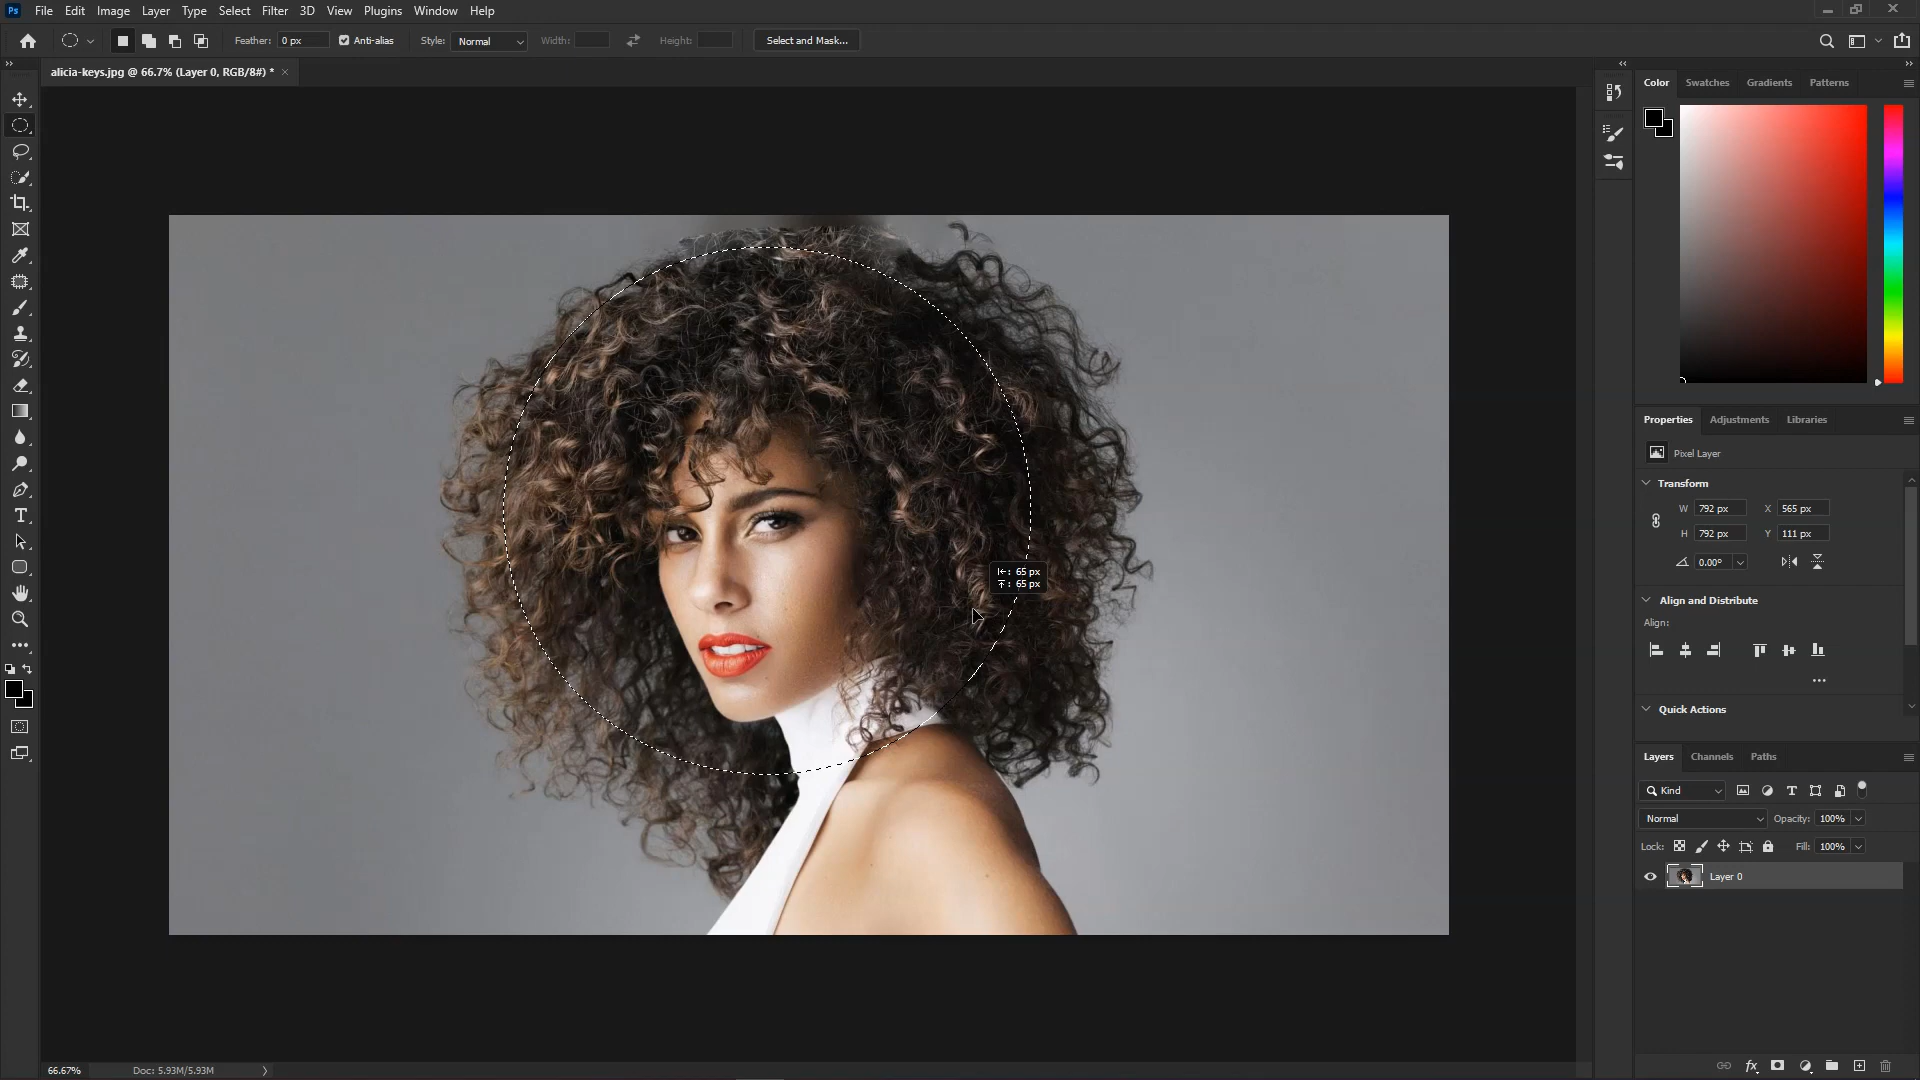 Ps File Edit Image Layer Type Select Filter 3D View Plugins Window Help
Feather: 0 px Anti-alias Style: Normal Width: Height: Select and Mask...
alicia-keys.jpg @ 66.7% (Layer 0, RGB/8#) * ×
Color Swatches Gradients Patterns
Properties Adjustments Libraries
Pixel Layer
Transform
W 792 px X 565 px
H 792 px Y 111 px
0.00°
: 65 px
: 65 px
Align and Distribute
Align:
Quick Actions
Layers Channels Paths
Kind
Normal Opacity: 100%
Lock: Fill: 100%
Layer 0
66.67% Doc: 5.93M/5.93M